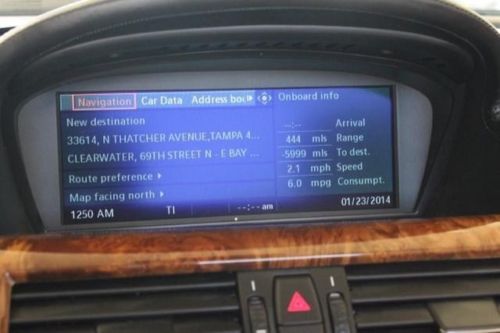 Navigation Car Data Address boo Onboard info
New destination
33614, N THATCHER AVENUE,TAMPA 4...
CLEARWATER, 69TH STREET N - E BAY ...
Route preference
Map facing north
--:-- Arrival
444 mls Range
-5999 mls To dest.
2.1 mph Speed
6.0 mpg Consumpt.
1250 AM TI --:-- am 01/23/2014